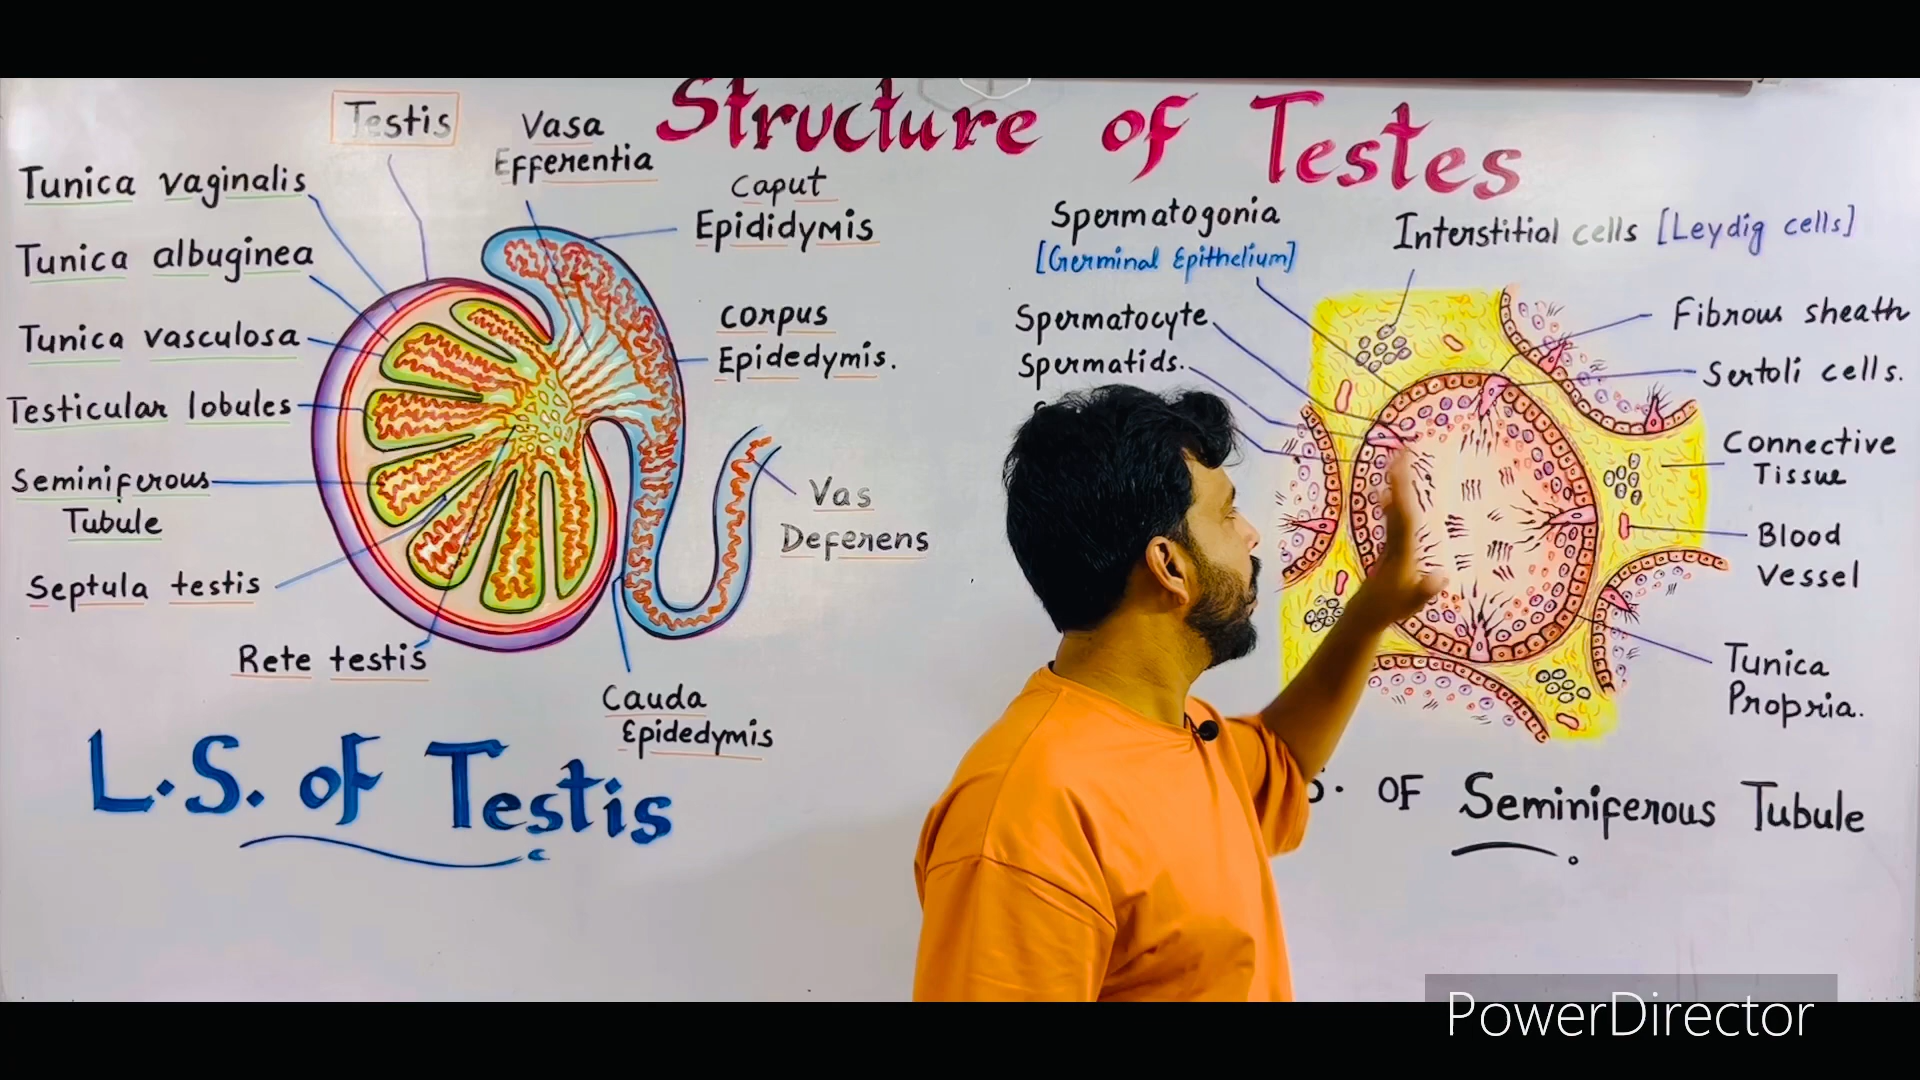 Structure of Testes
Testis
Vasa
Efferentia
Tunica vaginalis
Caput
Epididymis
Tunica albuginea
Tunica vasculosa
Corpus
Epidedymis.
Testicular lobules
Seminiferous
Tubule
Vas
Deferens
Septula testis
Rete testis
Cauda
Epidedymis
L.S. of Testis
Spermatogonia
[Germinal Epithelium]
Interstitial cells [Leydig cells]
Spermatocyte
Fibrous sheath
Spermatids.
Sertoli cells.
Connective
Tissue
Blood
Vessel
Tunica
Propria.
OF Seminiferous Tubule
PowerDirector